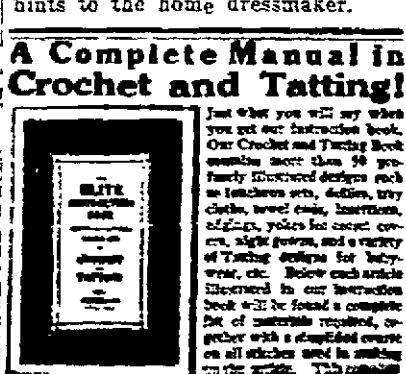 hints to the home dressmaker.
A Complete Manual in
Crochet and Tatting!
Just what you will say when
you get our instruction book.
Our Crochet and Tatting Book
contains more than 50 pro-
fusely illustrated designs such
as luncheon sets, doilies, tray
cloths, towel ends, insertions,
edgings, yokes for corset cov-
ers, night gowns, and a variety
of Tatting designs for baby-
wear, etc. Below each article
illustrated in our instruction
book will be found a complete
list of materials required, to-
gether with a simplified course
on all stitches used in making
ELITE